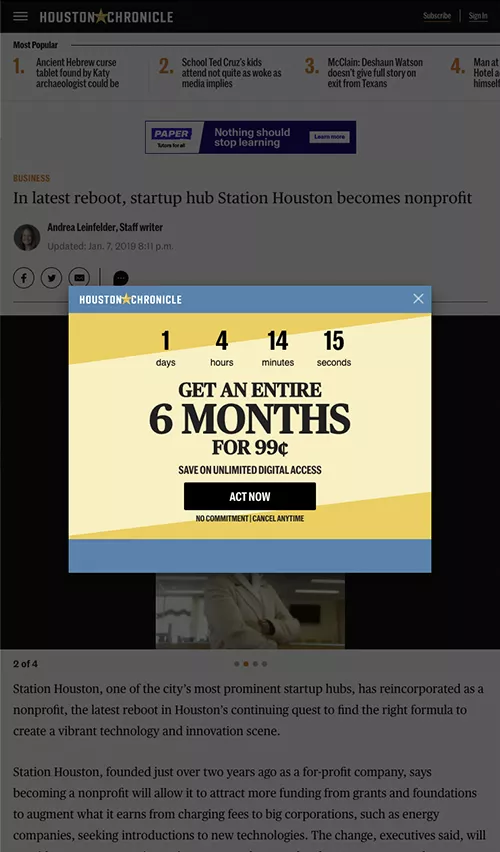 HOUSTON★CHRONICLE
Subscribe | Sign In
Most Popular
1.
Ancient Hebrew curse
tablet found by Katy
archaeologist could be
2.
School Ted Cruz's kids
attend not quite as woke as
media implies
3.
McClain: Deshaun Watson
doesn't give full story on
exit from Texans
4.
Man at
Hotel a
himself
PAPER
Tutors for all
Nothing should
stop learning
Learn more
BUSINESS
In latest reboot, startup hub Station Houston becomes nonprofit
Andrea Leinfelder, Staff writer
Updated: Jan. 7, 2019 8:11 p.m.
HOUSTON★CHRONICLE
1 4 14 15
days hours minutes seconds
GET AN ENTIRE
6 MONTHS
FOR 99¢
SAVE ON UNLIMITED DIGITAL ACCESS
ACT NOW
NO COMMITMENT | CANCEL ANYTIME
2 of 4
Station Houston, one of the city's most prominent startup hubs, has reincorporated as a
nonprofit, the latest reboot in Houston's continuing quest to find the right formula to
create a vibrant technology and innovation scene.
Station Houston, founded just over two years ago as a for-profit company, says
becoming a nonprofit will allow it to attract more funding from grants and foundations
to augment what it earns from charging fees to big corporations, such as energy
companies, seeking introductions to new technologies. The change, executives said, will